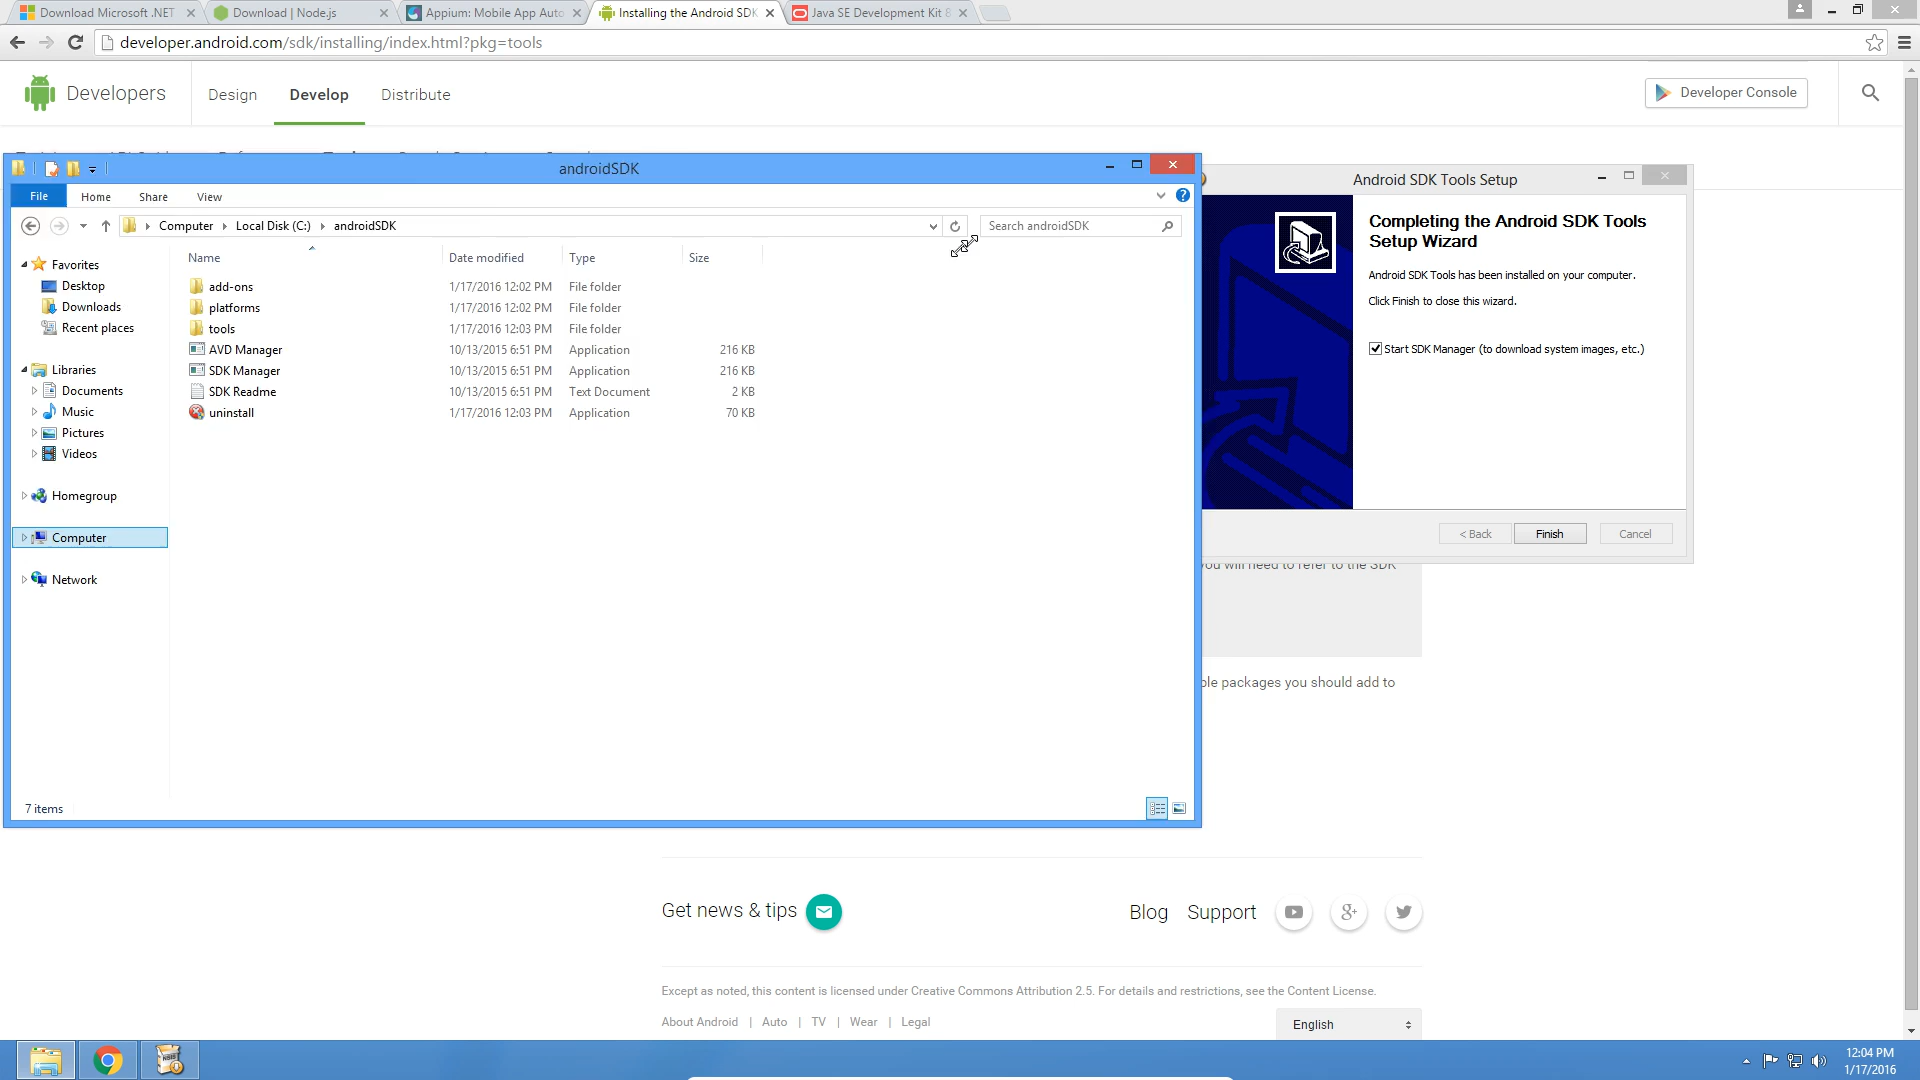 Download Microsoft .NET
Download | Node.js
Appium: Mobile App Auto
Installing the Android SDK
Java SE Development Kit 8
developer.android.com/sdk/installing/index.html?pkg=tools
Developers
Design
Develop
Distribute
Developer Console
androidSDK
File
Home
Share
View
Computer
Local Disk (C:)
androidSDK
Search androidSDK
Name
Date modified
Type
Size
add-ons 1/17/2016 12:02 PM File folder
platforms 1/17/2016 12:02 PM File folder
tools 1/17/2016 12:03 PM File folder
AVD Manager 10/13/2015 6:51 PM Application 216 KB
SDK Manager 10/13/2015 6:51 PM Application 216 KB
SDK Readme 10/13/2015 6:51 PM Text Document 2 KB
uninstall 1/17/2016 12:03 PM Application 70 KB
Favorites
Desktop
Downloads
Recent places
Libraries
Documents
Music
Pictures
Videos
Homegroup
Computer
Network
7 items
Android SDK Tools Setup
Completing the Android SDK Tools
Setup Wizard
Android SDK Tools has been installed on your computer.
Click Finish to close this wizard.
Start SDK Manager (to download system images, etc.)
< Back
Finish
Cancel
you will need to refer to the SDK
ple packages you should add to
Get news & tips
Blog
Support
Except as noted, this content is licensed under Creative Commons Attribution 2.5. For details and restrictions, see the Content License.
About Android | Auto | TV | Wear | Legal
English
12:04 PM
1/17/2016